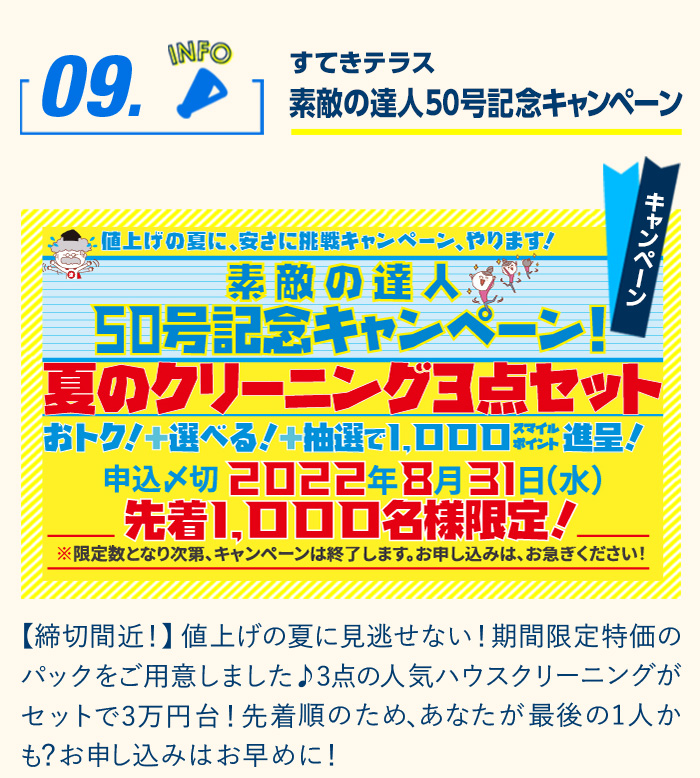 09.
INFO
すてきテラス
素敵の達人50号記念キャンペーン
キャンペーン
値上げの夏に、安さに挑戦キャンペーン、やります!
素敵の達人
50号記念キャンペーン!
夏のクリーニング3点セット
おトク!+選べる!+抽選で1,000スマイルポイント進呈!
申込〆切 2022年8月31日(水)
先着1,000名様限定!
※限定数となり次第、キャンペーンは終了します。お申し込みは、お急ぎください!
【締切間近!】値上げの夏に見逃せない!期間限定特価の
パックをご用意しました♪3点の人気ハウスクリーニングが
セットで3万円台!先着順のため、あなたが最後の1人か
も?お申し込みはお早めに!